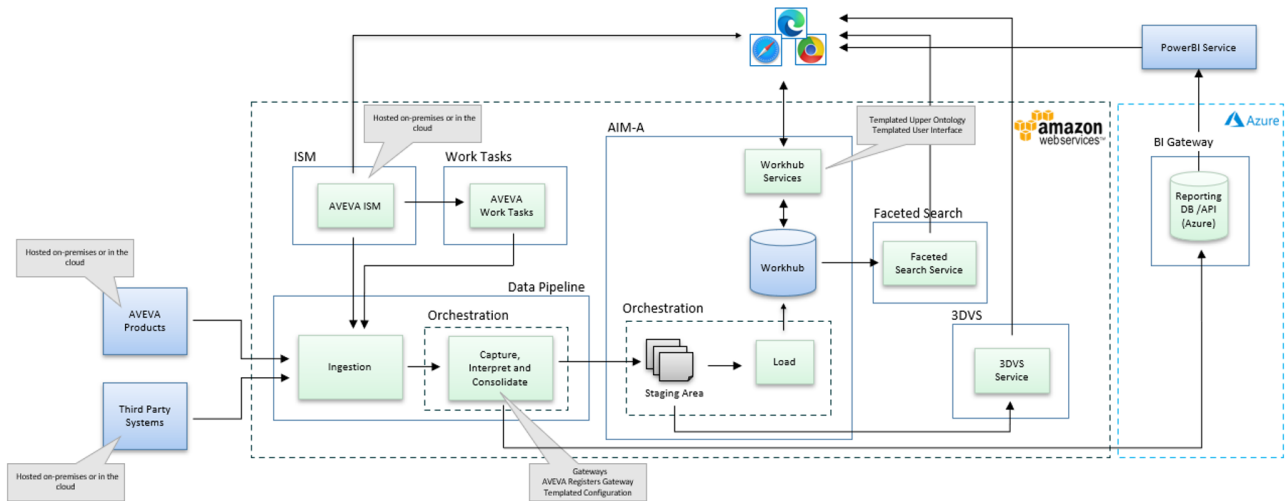 PowerBI Service
Hosted on-premises or in the
cloud
AIM-A
Templated Upper Ontology
Templated User Interface
amazon
webservices™
Azure
ISM
Work Tasks
BI Gateway
Workhub
Services
AVEVA ISM
AVEVA
Work Tasks
Reporting
DB /API
(Azure)
Faceted Search
Hosted on-premises or in the
cloud
Workhub
Faceted
Search Service
Data Pipeline
AVEVA
Products
Orchestration
Orchestration
3DVS
Ingestion
Capture,
Interpret and
Consolidate
Load
3DVS
Service
Staging Area
Third Party
Systems
Hosted on-premises or in the
cloud
Gateways
AVEVA Registers Gateway
Templated Configuration